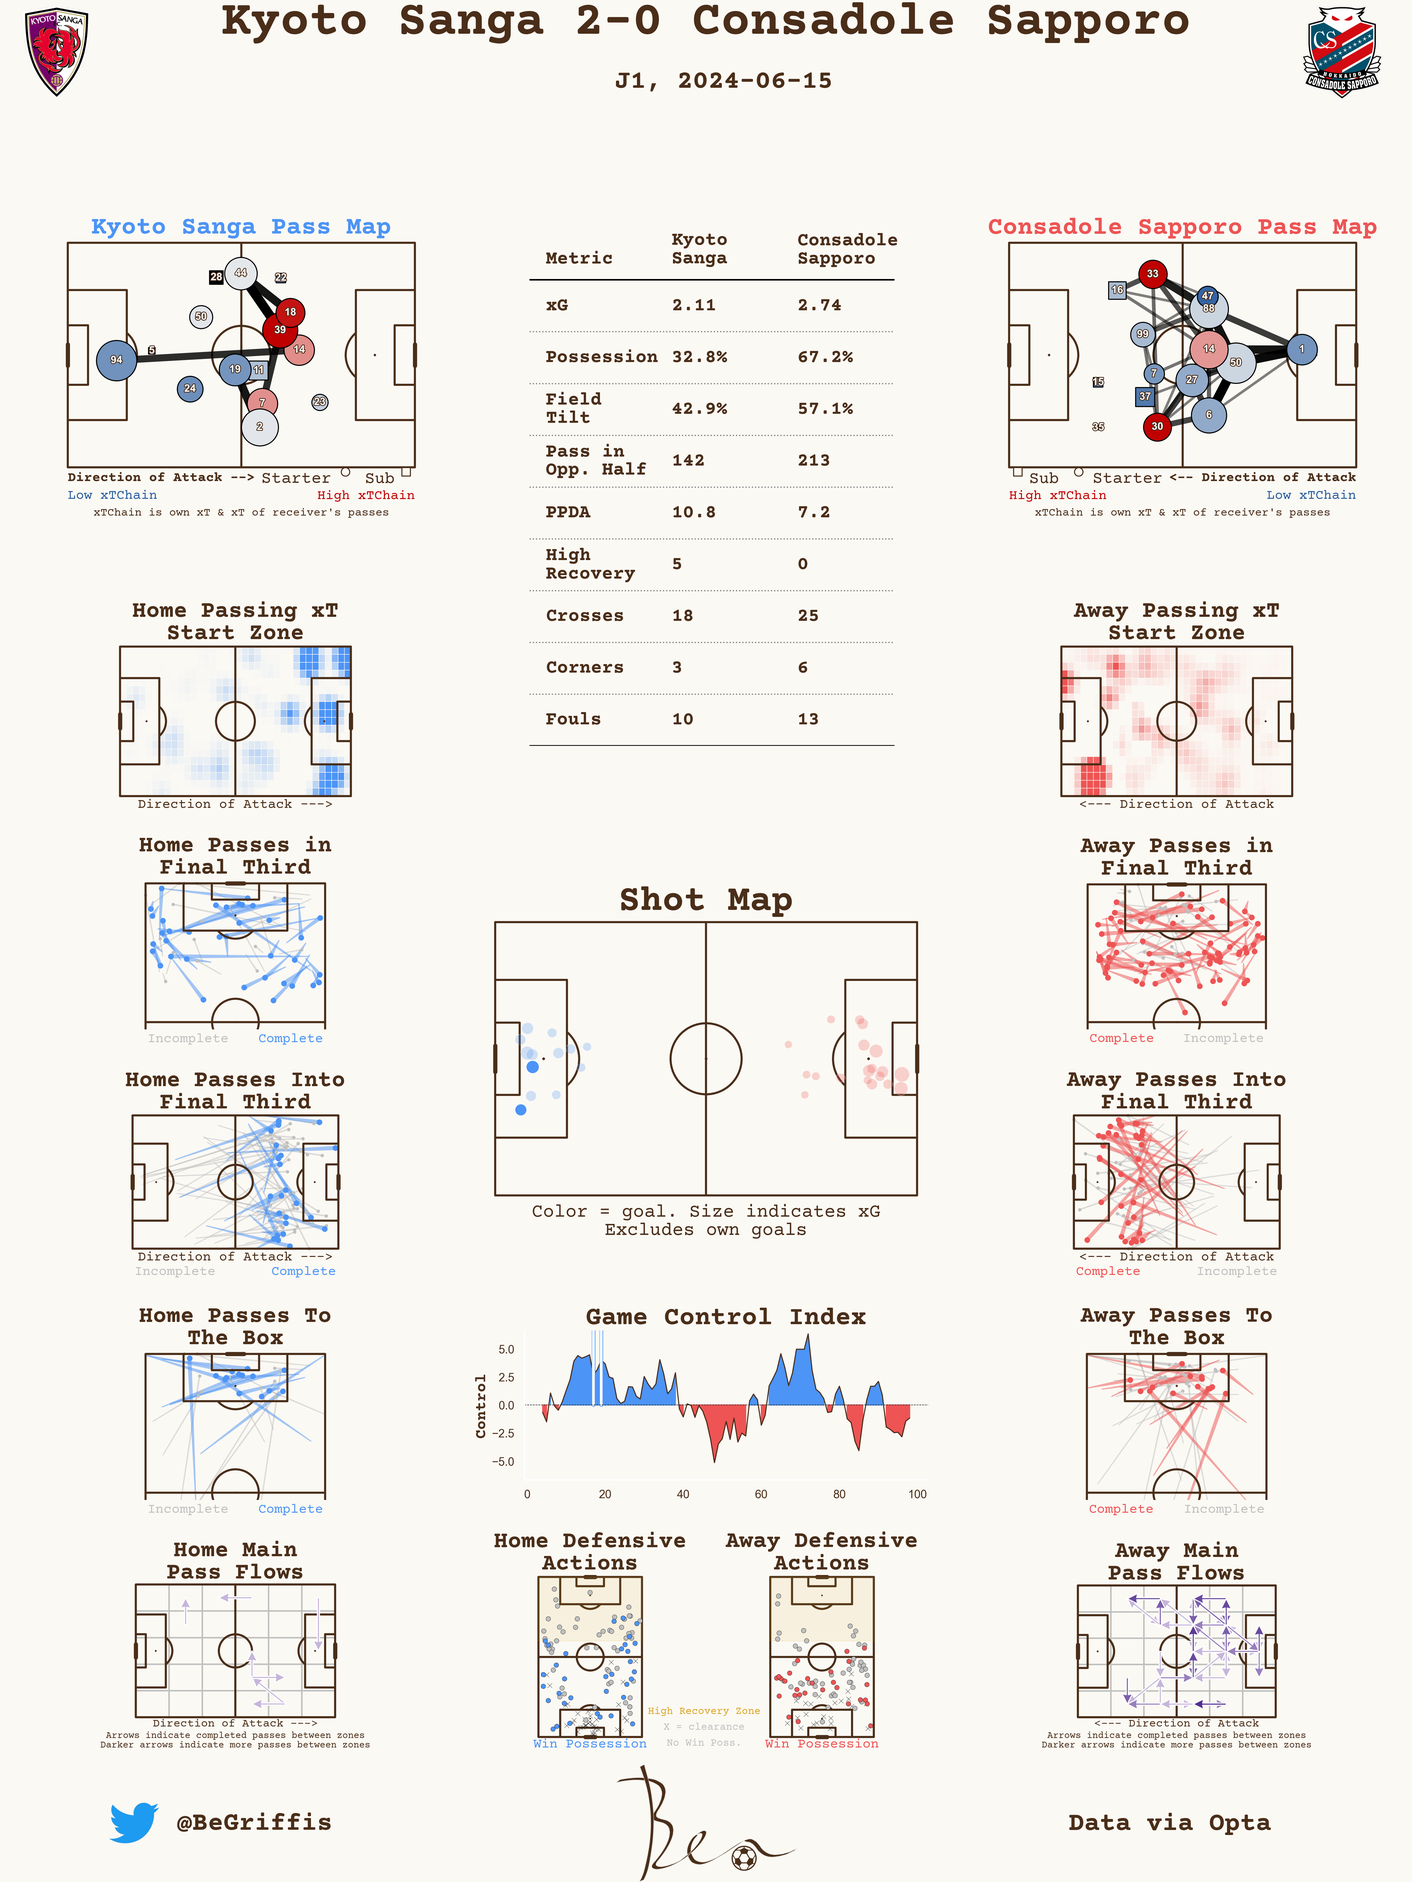 Kyoto Sanga 2-0 Consadole Sapporo
J1, 2024-06-15
KYOTO SANGA
CS
HOKKAIDO
CONSADOLE SAPPORO
Kyoto Sanga Pass Map
28
44
22
50
18
39
14
5
94
19
11
24
7
23
2
Direction of Attack --> Starter Sub
Low xTChain High xTChain
xTChain is own xT & xT of receiver's passes
Metric Kyoto Sanga Consadole Sapporo
xG 2.11 2.74
Possession 32.8% 67.2%
Field Tilt 42.9% 57.1%
Pass in Opp. Half 142 213
PPDA 10.8 7.2
High Recovery 5 0
Crosses 18 25
Corners 3 6
Fouls 10 13
Consadole Sapporo Pass Map
33
16
47
88
99
14
1
50
7
27
15
37
6
30
35
Sub Starter <-- Direction of Attack
High xTChain Low xTChain
xTChain is own xT & xT of receiver's passes
Home Passing xT
Start Zone
Direction of Attack --->
Away Passing xT
Start Zone
<--- Direction of Attack
Home Passes in
Final Third
Incomplete Complete
Away Passes in
Final Third
Complete Incomplete
Shot Map
Color = goal. Size indicates xG
Excludes own goals
Home Passes Into
Final Third
Direction of Attack --->
Incomplete Complete
Away Passes Into
Final Third
<--- Direction of Attack
Complete Incomplete
Home Passes To
The Box
Incomplete Complete
Game Control Index
Control
5.0
2.5
0.0
−2.5
−5.0
0 20 40 60 80 100
Away Passes To
The Box
Complete Incomplete
Home Main
Pass Flows
Direction of Attack --->
Arrows indicate completed passes between zones
Darker arrows indicate more passes between zones
Home Defensive
Actions
Win Possession
High Recovery Zone
X = clearance
No Win Poss.
Away Defensive
Actions
Win Possession
Away Main
Pass Flows
<--- Direction of Attack
Arrows indicate completed passes between zones
Darker arrows indicate more passes between zones
@BeGriffis
Ben
Data via Opta